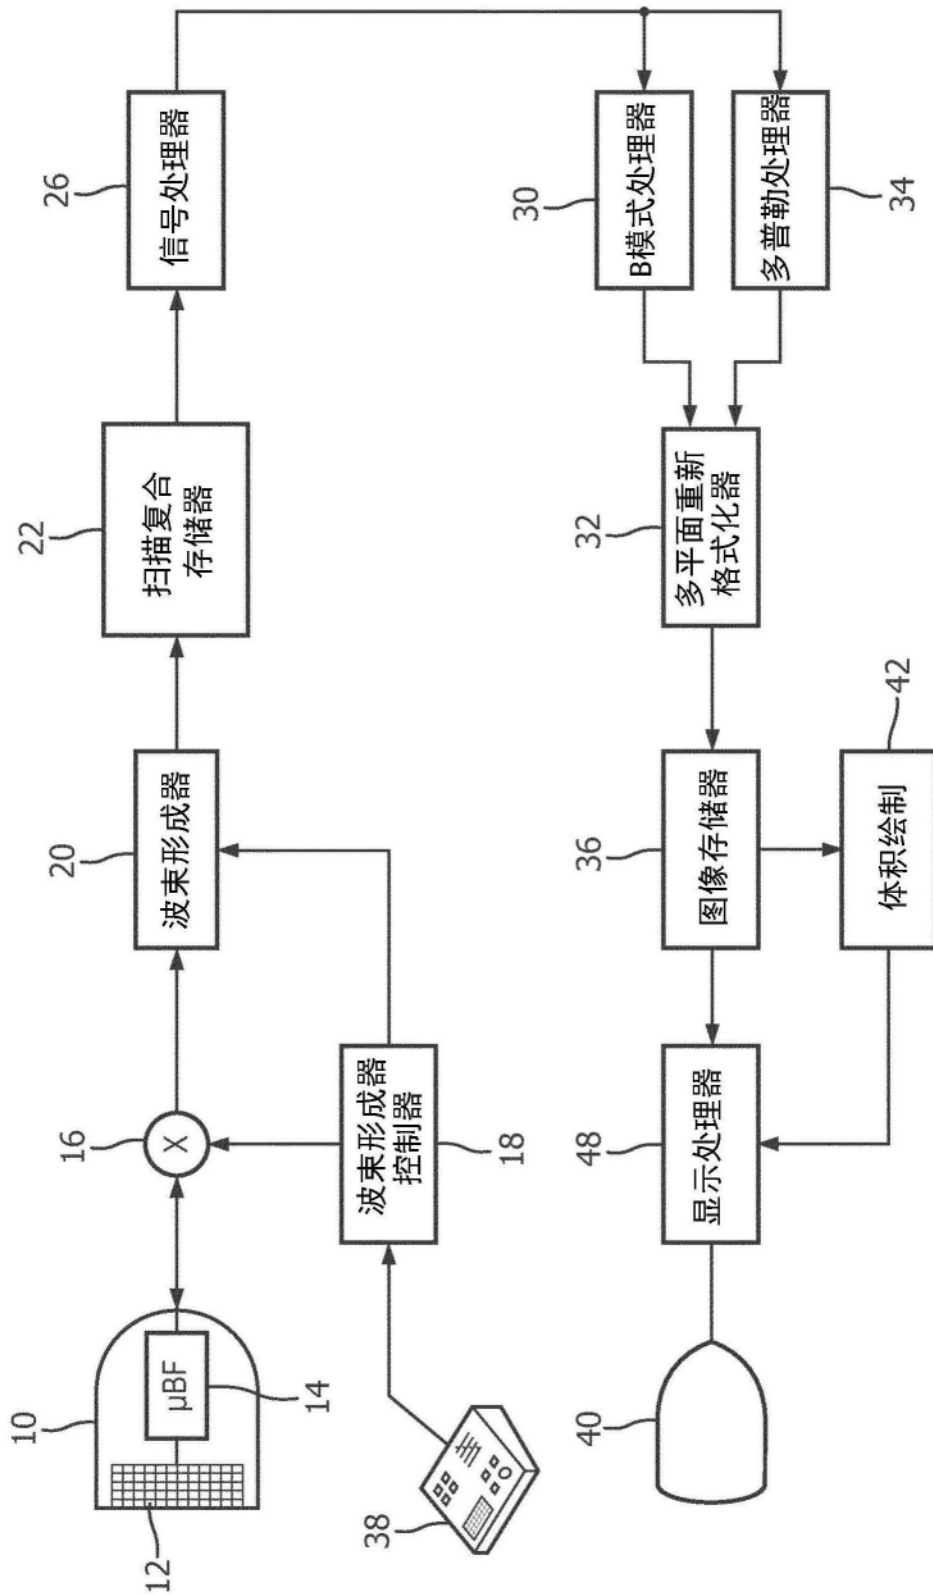 10
μBF
14
12
16
X
20
波束形成器
22
扫描复合
存储器
26
信号处理器
38
波束形成器
控制器
18
30
B模式处理器
多普勒处理器
34
32
多平面重新
格式化器
36
图像存储器
42
体积绘制
48
显示处理器
40